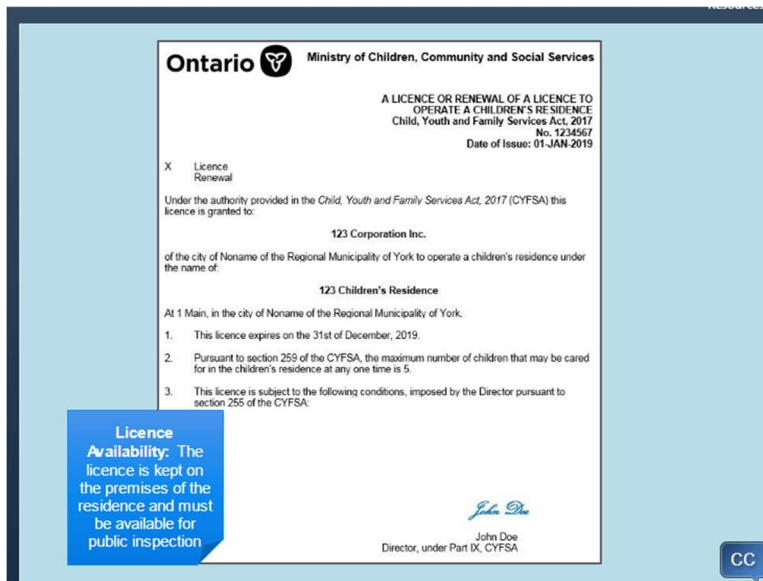 Resources
Ontario
Ministry of Children, Community and Social Services
A LICENCE OR RENEWAL OF A LICENCE TO
OPERATE A CHILDREN'S RESIDENCE
Child, Youth and Family Services Act, 2017
No. 1234567
Date of Issue: 01-JAN-2019
X Licence
Renewal
Under the authority provided in the Child, Youth and Family Services Act, 2017 (CYFSA) this
licence is granted to:
123 Corporation Inc.
of the city of Noname of the Regional Municipality of York to operate a children's residence under
the name of:
123 Children's Residence
At 1 Main, in the city of Noname of the Regional Municipality of York.
1. This licence expires on the 31st of December, 2019.
2. Pursuant to section 259 of the CYFSA, the maximum number of children that may be cared
for in the children's residence at any one time is 5.
3. This licence is subject to the following conditions, imposed by the Director pursuant to
section 255 of the CYFSA:
Licence
Availability: The
licence is kept on
the premises of the
residence and must
be available for
public inspection
John Doe
John Doe
Director, under Part IX, CYFSA
CC